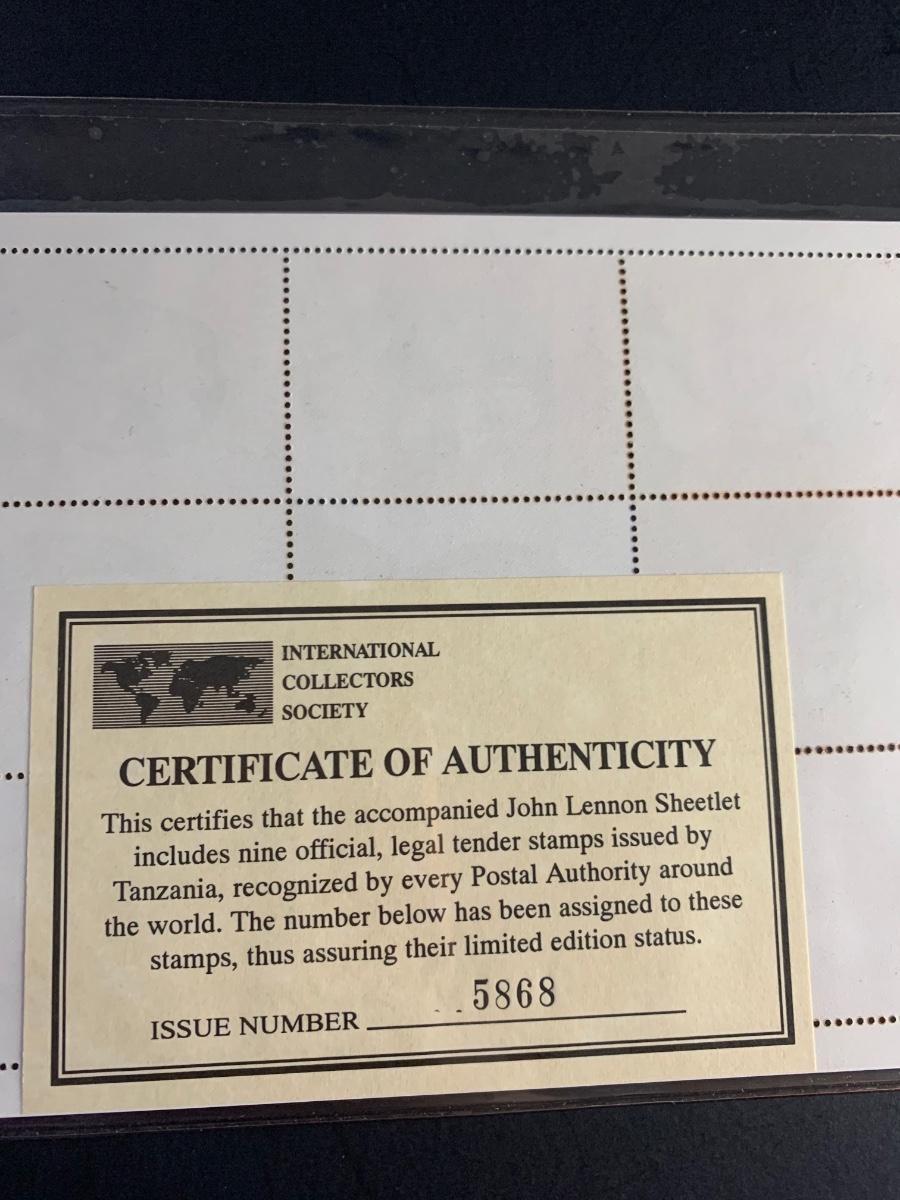 INTERNATIONAL
COLLECTORS
SOCIETY
CERTIFICATE OF AUTHENTICITY
This certifies that the accompanied John Lennon Sheetlet
includes nine official, legal tender stamps issued by
Tanzania, recognized by every Postal Authority around
the world. The number below has been assigned to these
stamps, thus assuring their limited edition status.
ISSUE NUMBER 5868